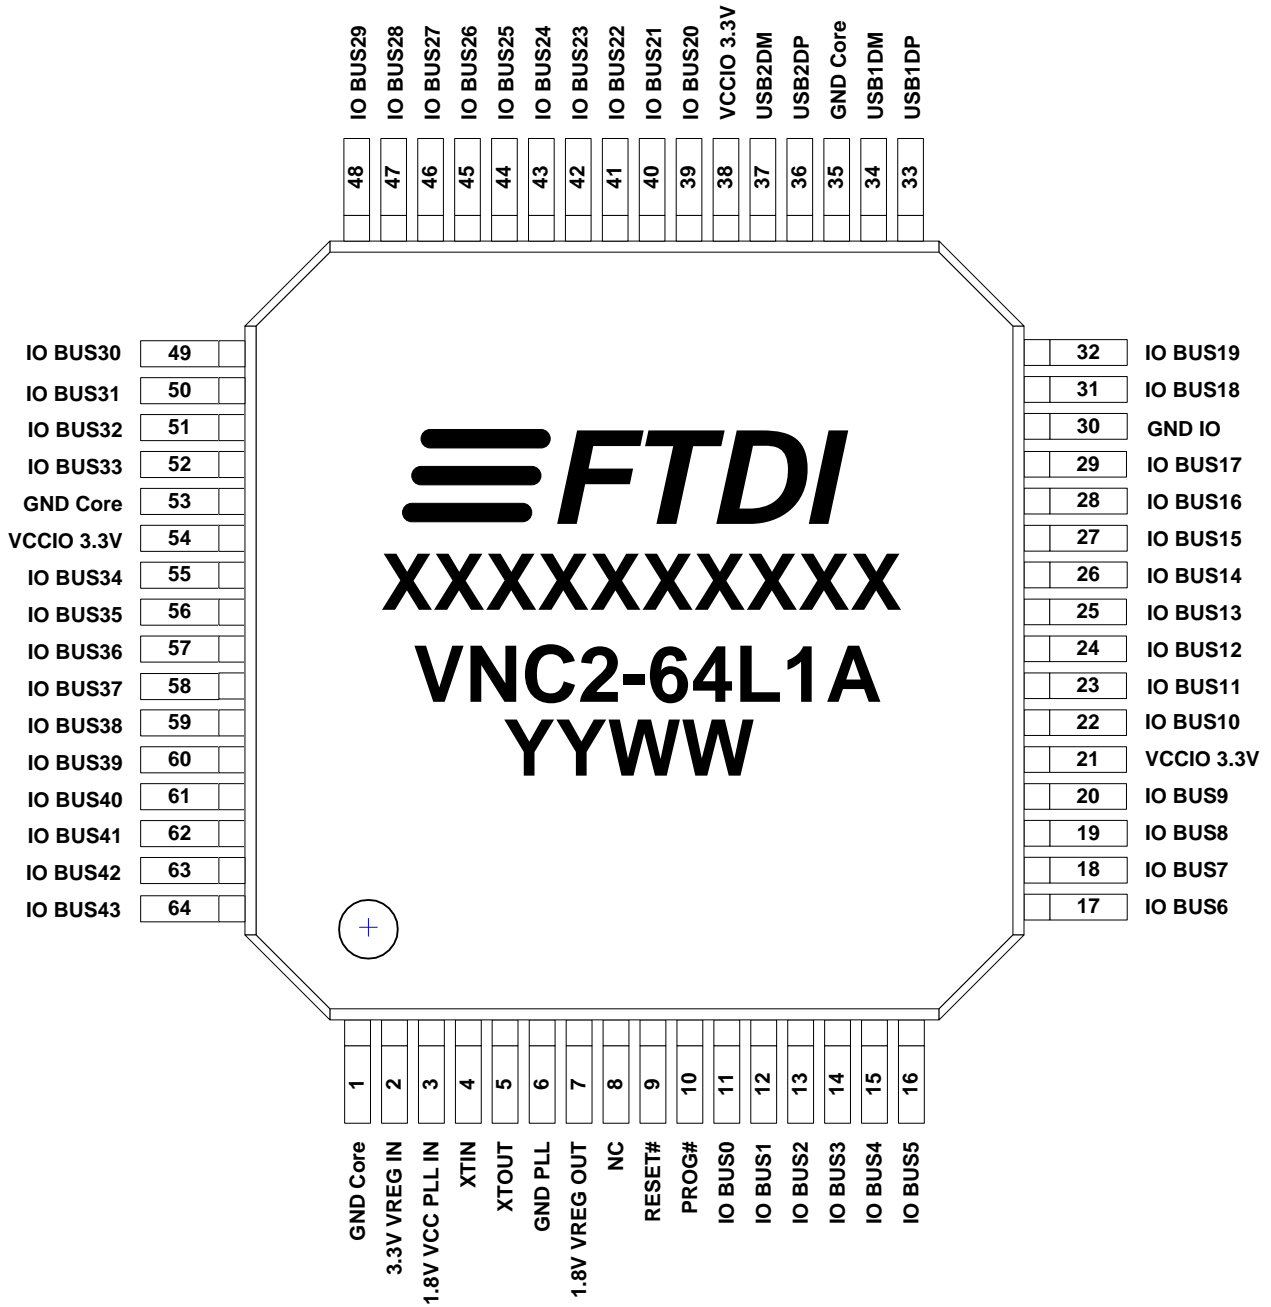 IO BUS29
IO BUS28
IO BUS27
IO BUS26
IO BUS25
IO BUS24
IO BUS23
IO BUS22
IO BUS21
IO BUS20
VCCIO 3.3V
USB2DM
USB2DP
GND Core
USB1DM
USB1DP
48
47
46
45
44
43
42
41
40
39
38
37
36
35
34
33
IO BUS30 49
IO BUS31 50
IO BUS32 51
IO BUS33 52
GND Core 53
VCCIO 3.3V 54
IO BUS34 55
IO BUS35 56
IO BUS36 57
IO BUS37 58
IO BUS38 59
IO BUS39 60
IO BUS40 61
IO BUS41 62
IO BUS42 63
IO BUS43 64
FTDI
XXXXXXXXXX
VNC2-64L1A
YYWW
32 IO BUS19
31 IO BUS18
30 GND IO
29 IO BUS17
28 IO BUS16
27 IO BUS15
26 IO BUS14
25 IO BUS13
24 IO BUS12
23 IO BUS11
22 IO BUS10
21 VCCIO 3.3V
20 IO BUS9
19 IO BUS8
18 IO BUS7
17 IO BUS6
1
2
3
4
5
6
7
8
9
10
11
12
13
14
15
16
GND Core
3.3V VREG IN
1.8V VCC PLL IN
XTIN
XTOUT
GND PLL
1.8V VREG OUT
NC
RESET#
PROG#
IO BUS0
IO BUS1
IO BUS2
IO BUS3
IO BUS4
IO BUS5